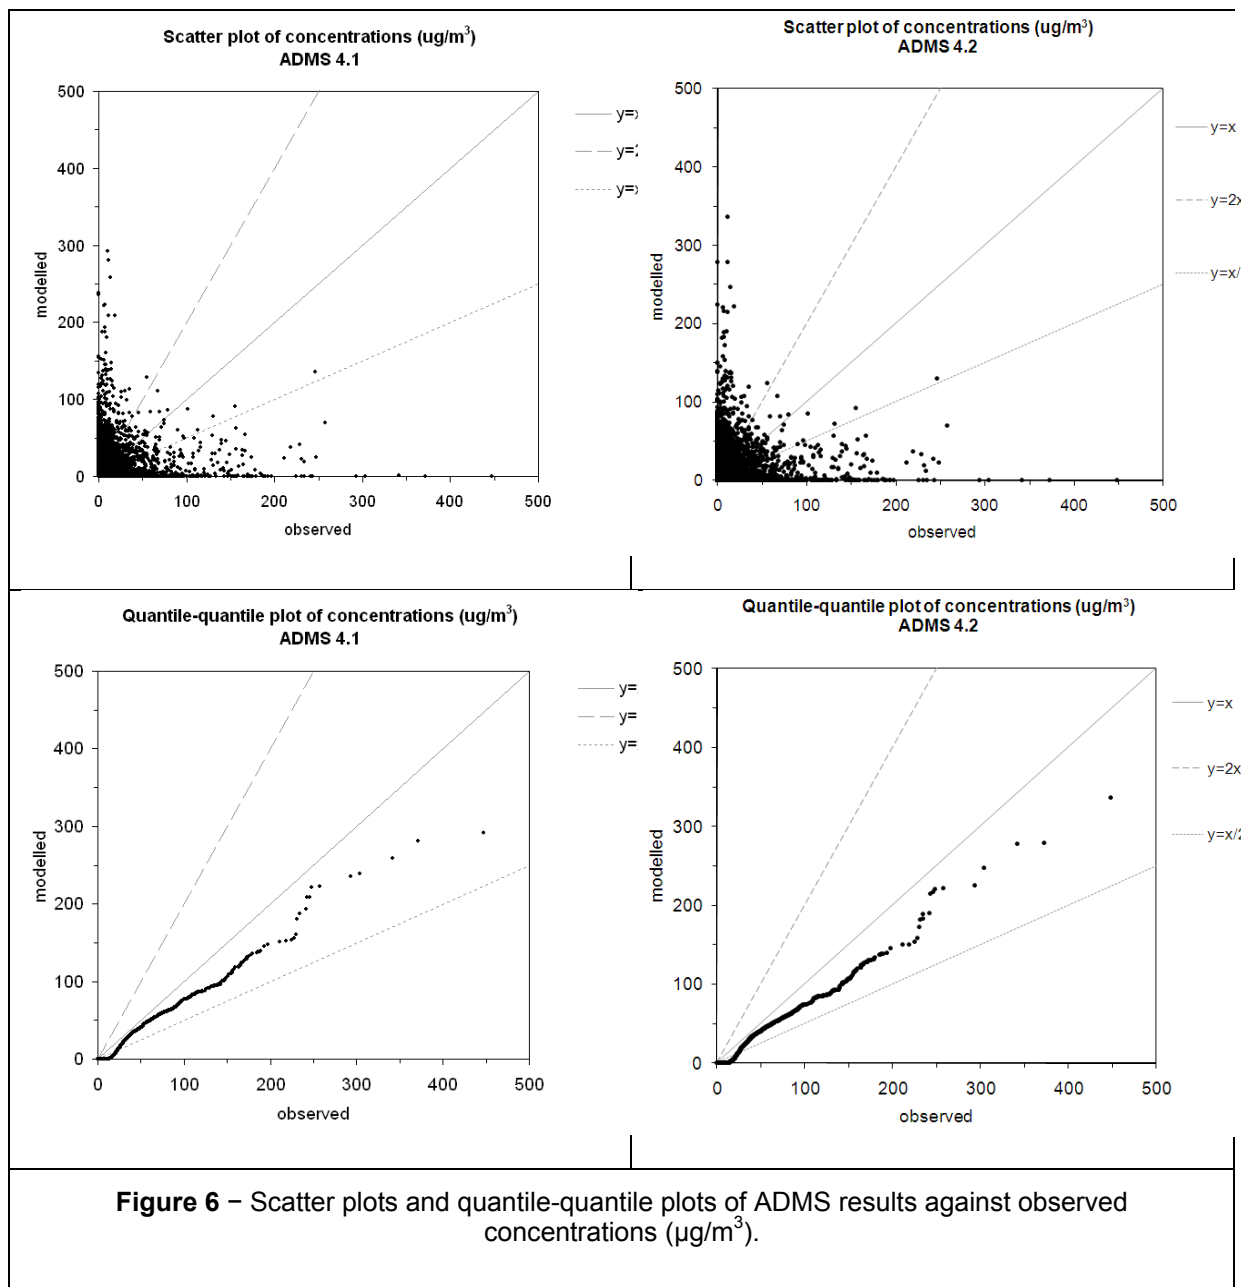 Scatter plot of concentrations (ug/m³)
ADMS 4.1
500
400
300
200
100
0
modelled
0 100 200 300 400 500
observed
y=x
y=2
y=x
Scatter plot of concentrations (ug/m³)
ADMS 4.2
500
400
300
200
100
0
modelled
0 100 200 300 400 500
observed
y=x
y=2x
y=x/
Quantile-quantile plot of concentrations (ug/m³)
ADMS 4.1
500
400
300
200
100
0
modelled
0 100 200 300 400 500
observed
y=
y=
y=
Quantile-quantile plot of concentrations (ug/m³)
ADMS 4.2
500
400
300
200
100
0
modelled
0 100 200 300 400 500
observed
y=x
y=2x
y=x/2
Figure 6 − Scatter plots and quantile-quantile plots of ADMS results against observed
concentrations (µg/m³).